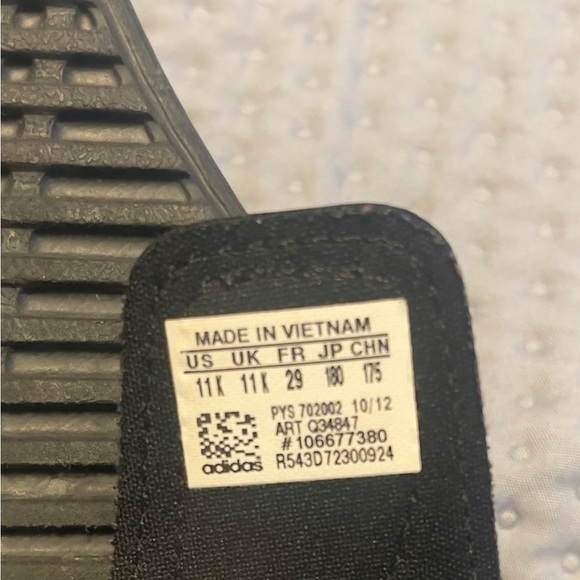 MADE IN VIETNAM
US UK FR JP CHN
11K 11K 29 180 175
PYS 702002 10/12
ART Q34847
#106677380
adidas R543D72300924